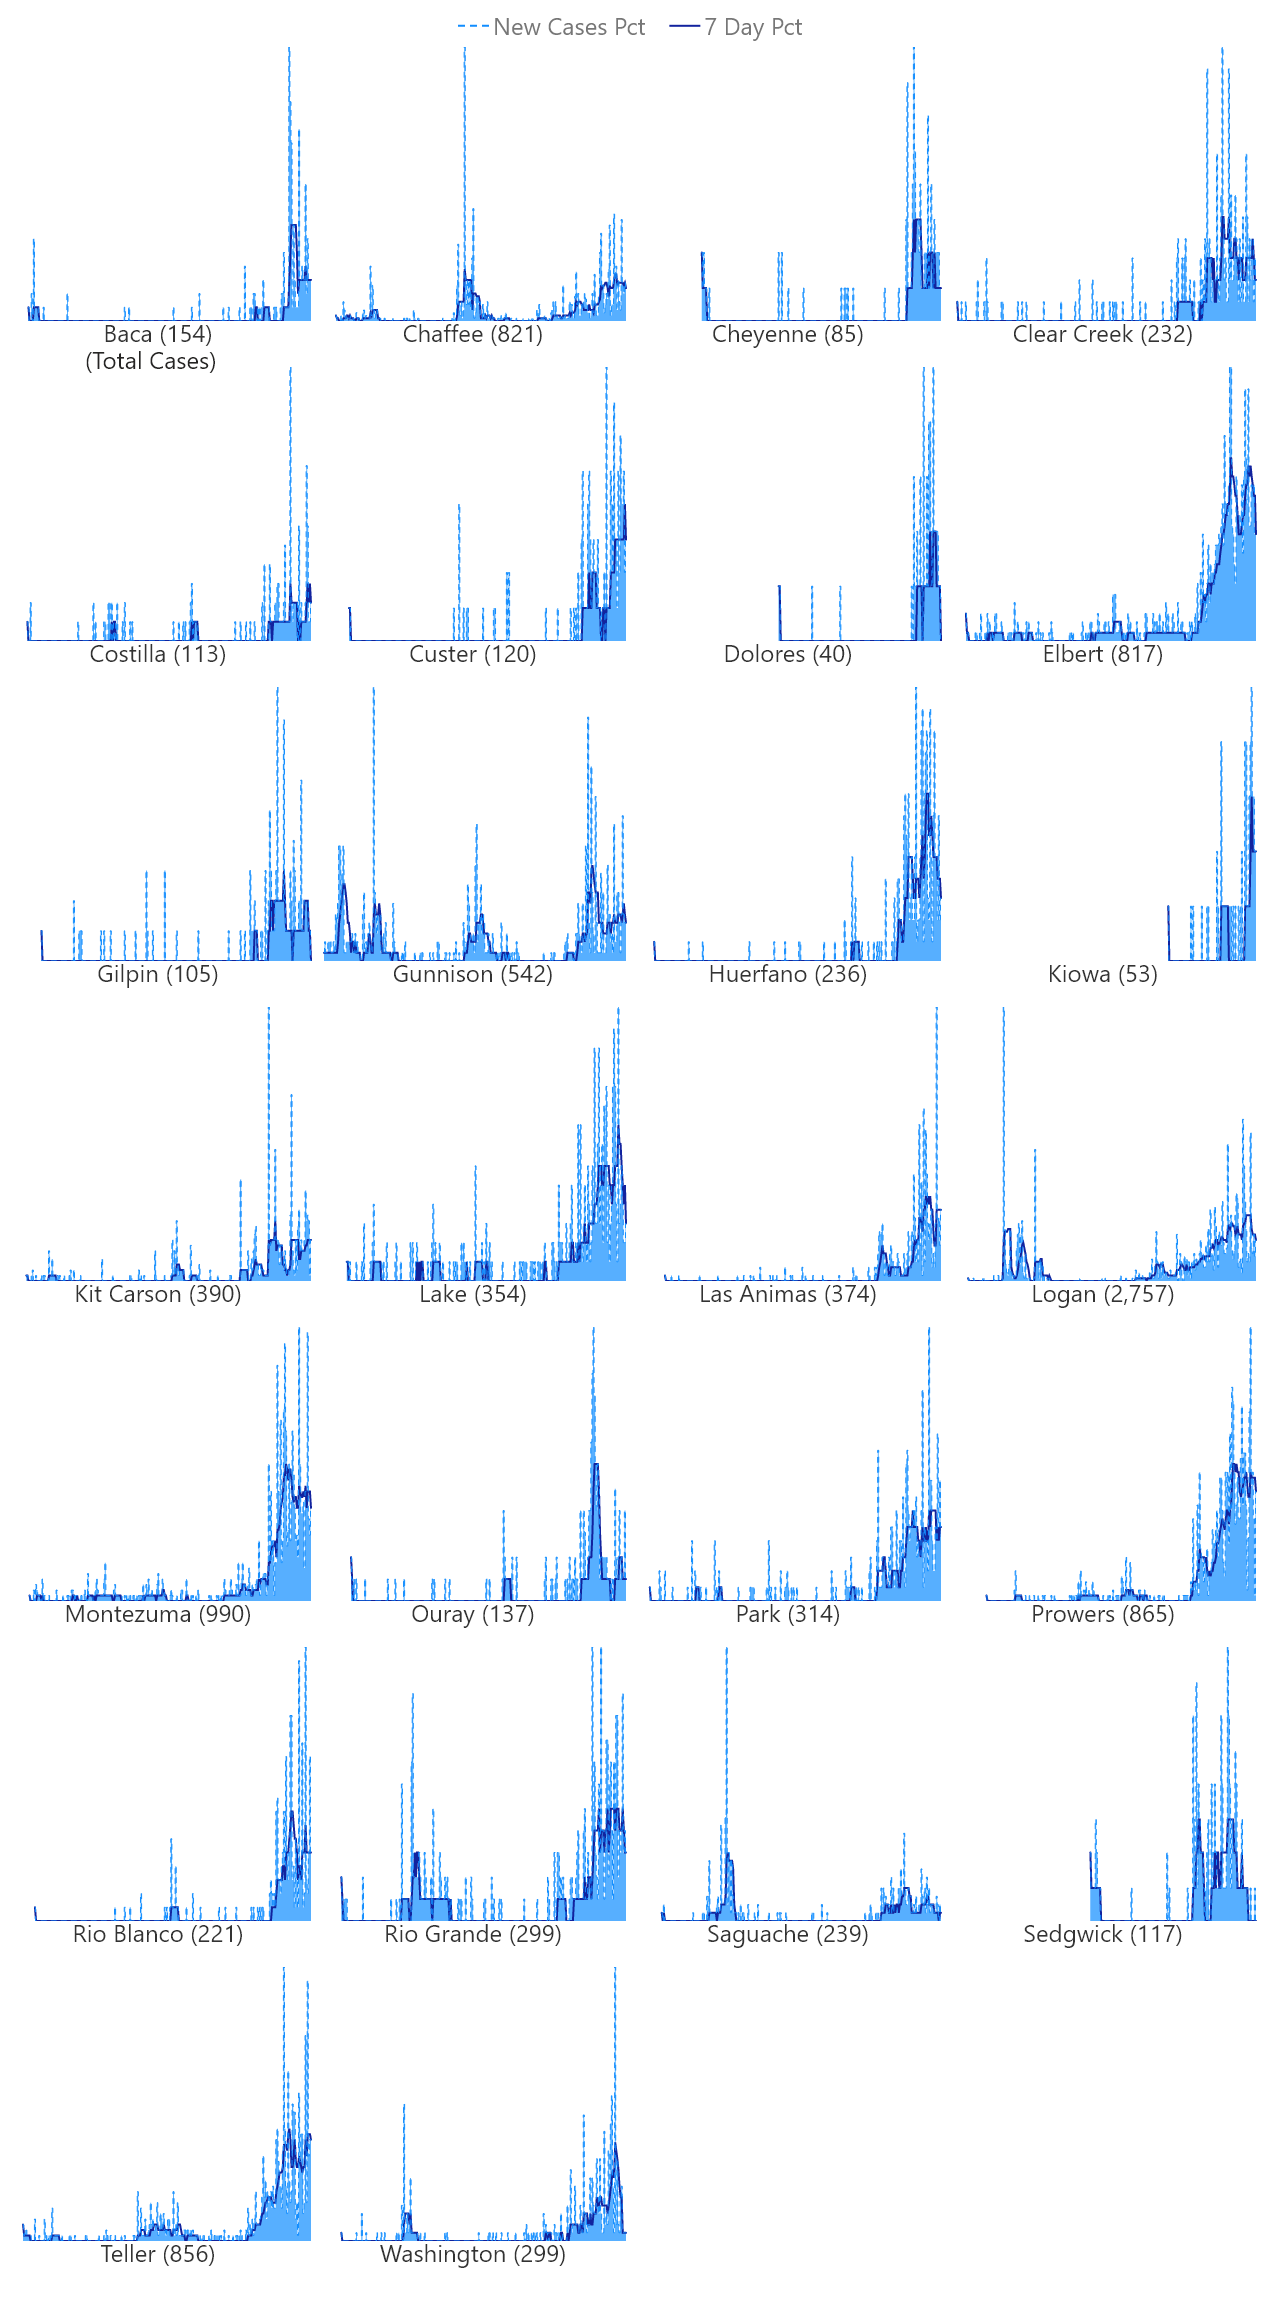 New Cases Pct 7 Day Pct
Baca (154) Chaffee (821) Cheyenne (85) Clear Creek (232)
(Total Cases)
Costilla (113) Custer (120) Dolores (40) Elbert (817)
Gilpin (105) Gunnison (542) Huerfano (236) Kiowa (53)
Kit Carson (390) Lake (354) Las Animas (374) Logan (2,757)
Montezuma (990) Ouray (137) Park (314) Prowers (865)
Rio Blanco (221) Rio Grande (299) Saguache (239) Sedgwick (117)
Teller (856) Washington (299)